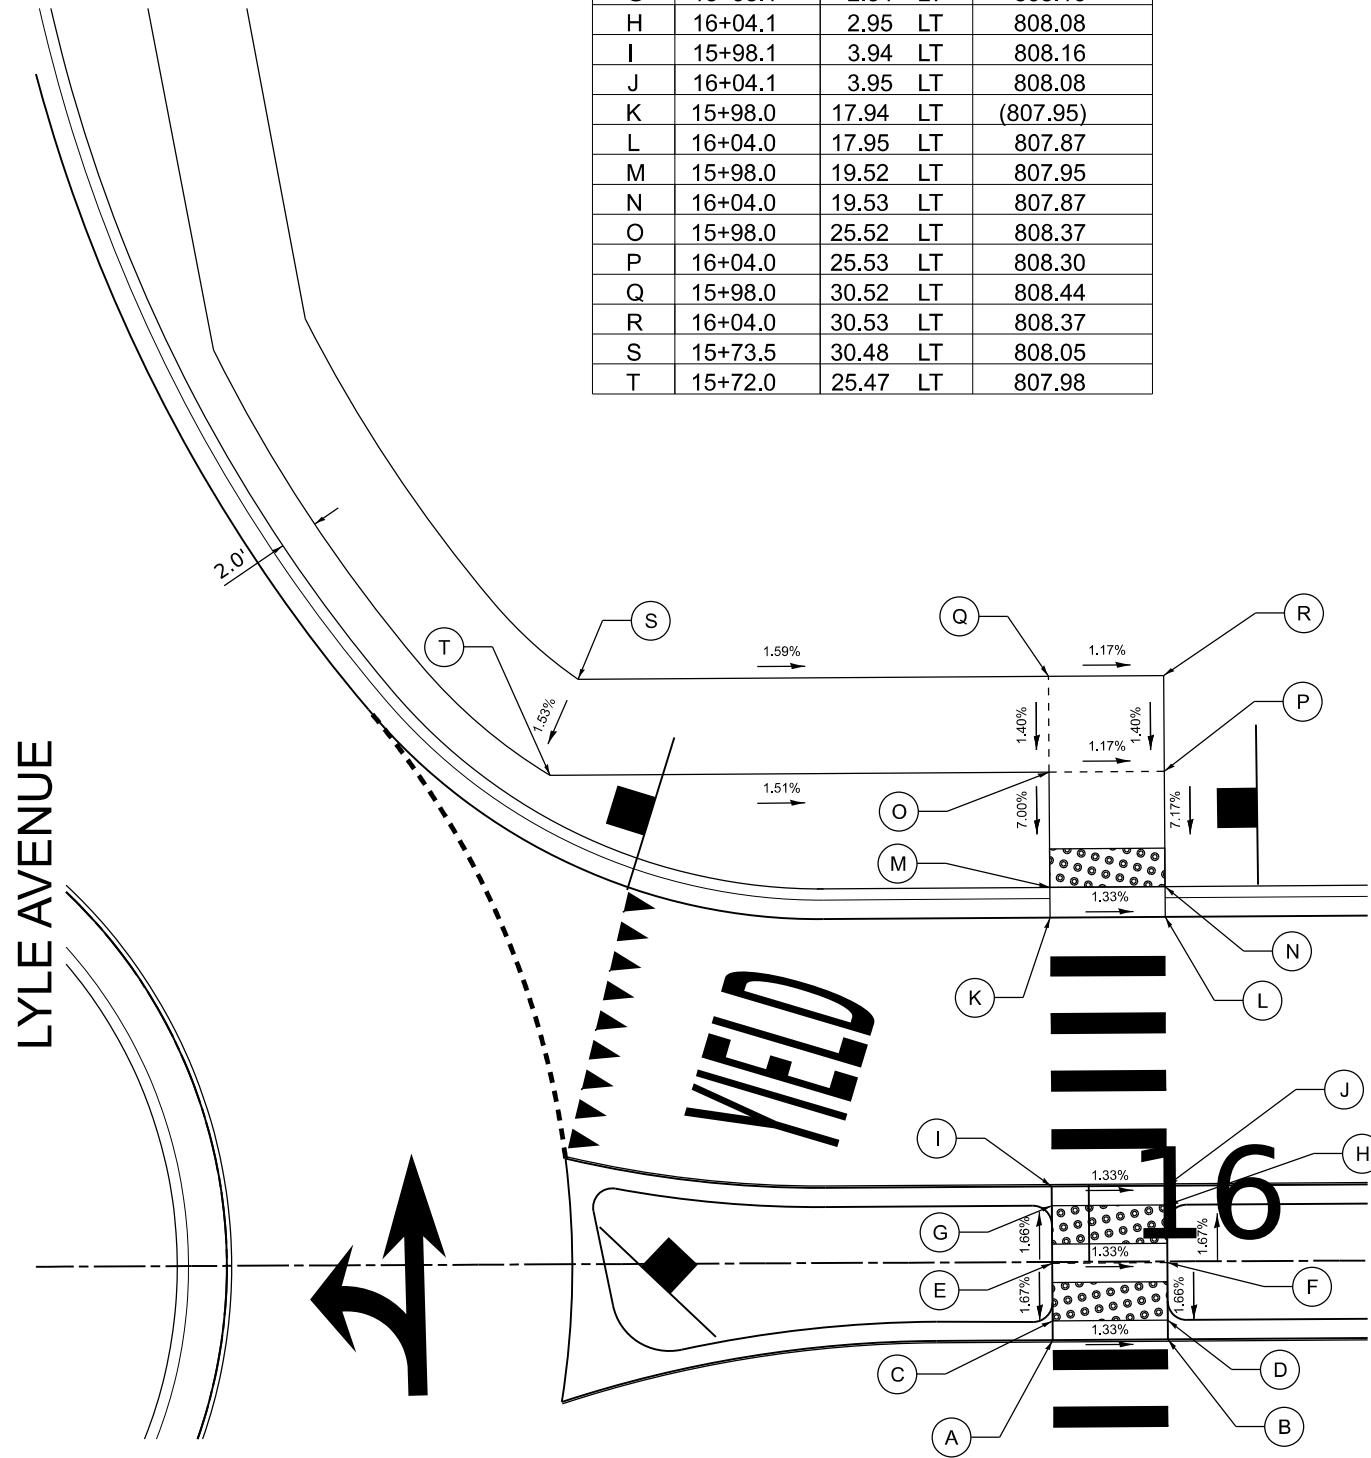 H 16+04.1 2.95 LT 808.08
I 15+98.1 3.94 LT 808.16
J 16+04.1 3.95 LT 808.08
K 15+98.0 17.94 LT (807.95)
L 16+04.0 17.95 LT 807.87
M 15+98.0 19.52 LT 807.95
N 16+04.0 19.53 LT 807.87
O 15+98.0 25.52 LT 808.37
P 16+04.0 25.53 LT 808.30
Q 15+98.0 30.52 LT 808.44
R 16+04.0 30.53 LT 808.37
S 15+73.5 30.48 LT 808.05
T 15+72.0 25.47 LT 807.98
2.0'
Q
R
S
T
1.59%
1.17%
P
1.53%
1.40%
1.40%
1.17%
1.51%
O
7.00%
7.17%
LYLE AVENUE
M
1.33%
N
K
L
YIELD
J
I
H
16
1.33%
G
1.66%
1.67%
1.33%
E
F
1.67%
1.66%
1.33%
C
D
A
B